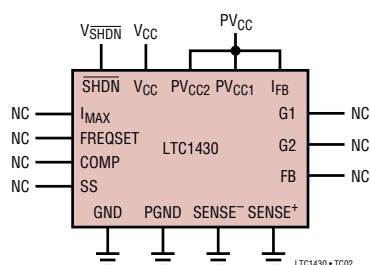 V_SHDN V_CC PV_CC
SHDN V_CC PV_CC2 PV_CC1 I_FB
NC I_MAX G1 NC
NC FREQSET LTC1430 G2 NC
NC COMP FB NC
NC SS
GND PGND SENSE– SENSE+
LTC1430 • TC02